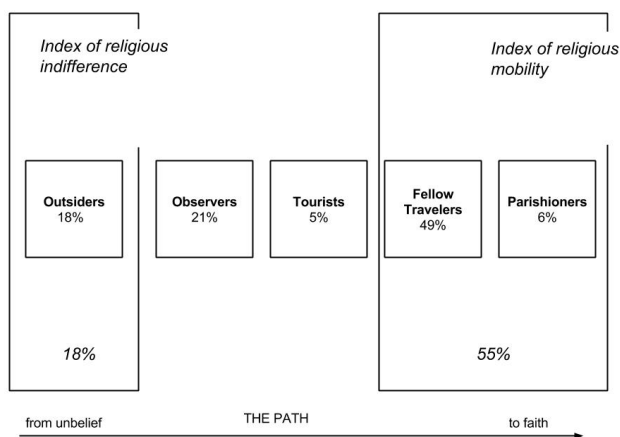 Index of religious
indifference
Index of religious
mobility
Outsiders
18%
Observers
21%
Tourists
5%
Fellow
Travelers
49%
Parishioners
6%
18%
55%
from unbelief
THE PATH
to faith